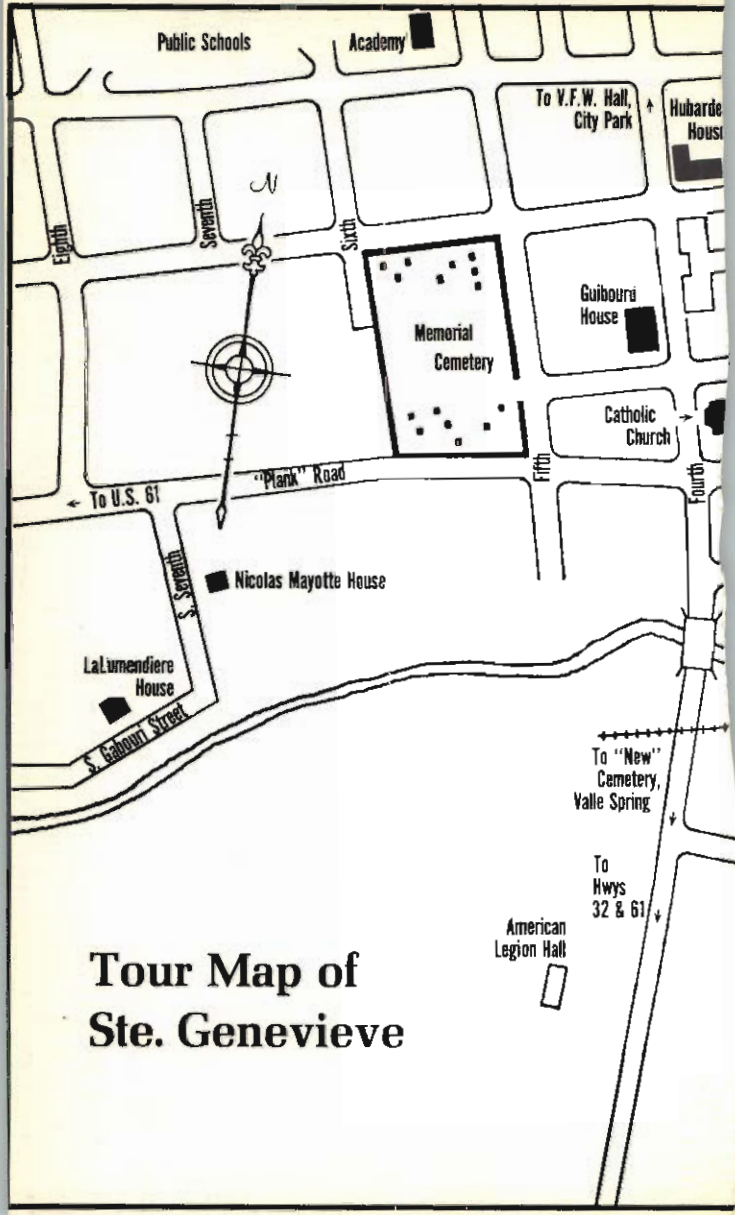 Public Schools
Academy
To V.F.W. Hall,
City Park
Hubarde
Hous
N
Eighth
Seventh
Sixth
Memorial
Cemetery
Guibourd
House
Catholic
Church
Fifth
Fourth
"Plank" Road
To U.S. 61
S. Seventh
Nicolas Mayotte House
LaLumendiere
House
S. Gabouri Street
To "New"
Cemetery,
Valle Spring
To
Hwys
32 & 61
American
Legion Hall
Tour Map of
Ste. Genevieve